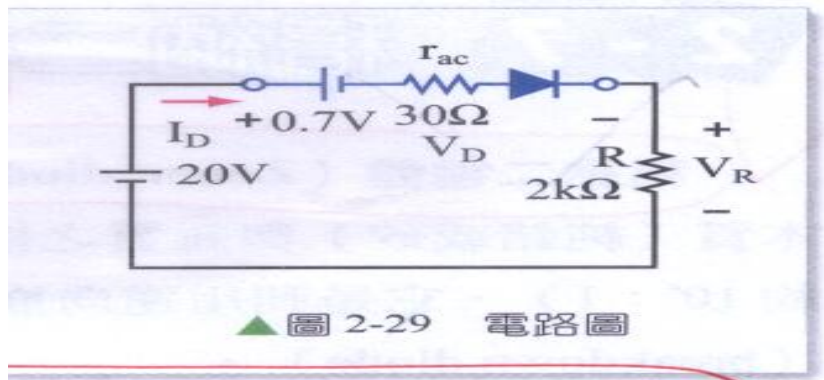 r_ac
+ 0.7V 30Ω −
I_D V_D
20V R 2kΩ + V_R −
▲圖 2-29 電路圖